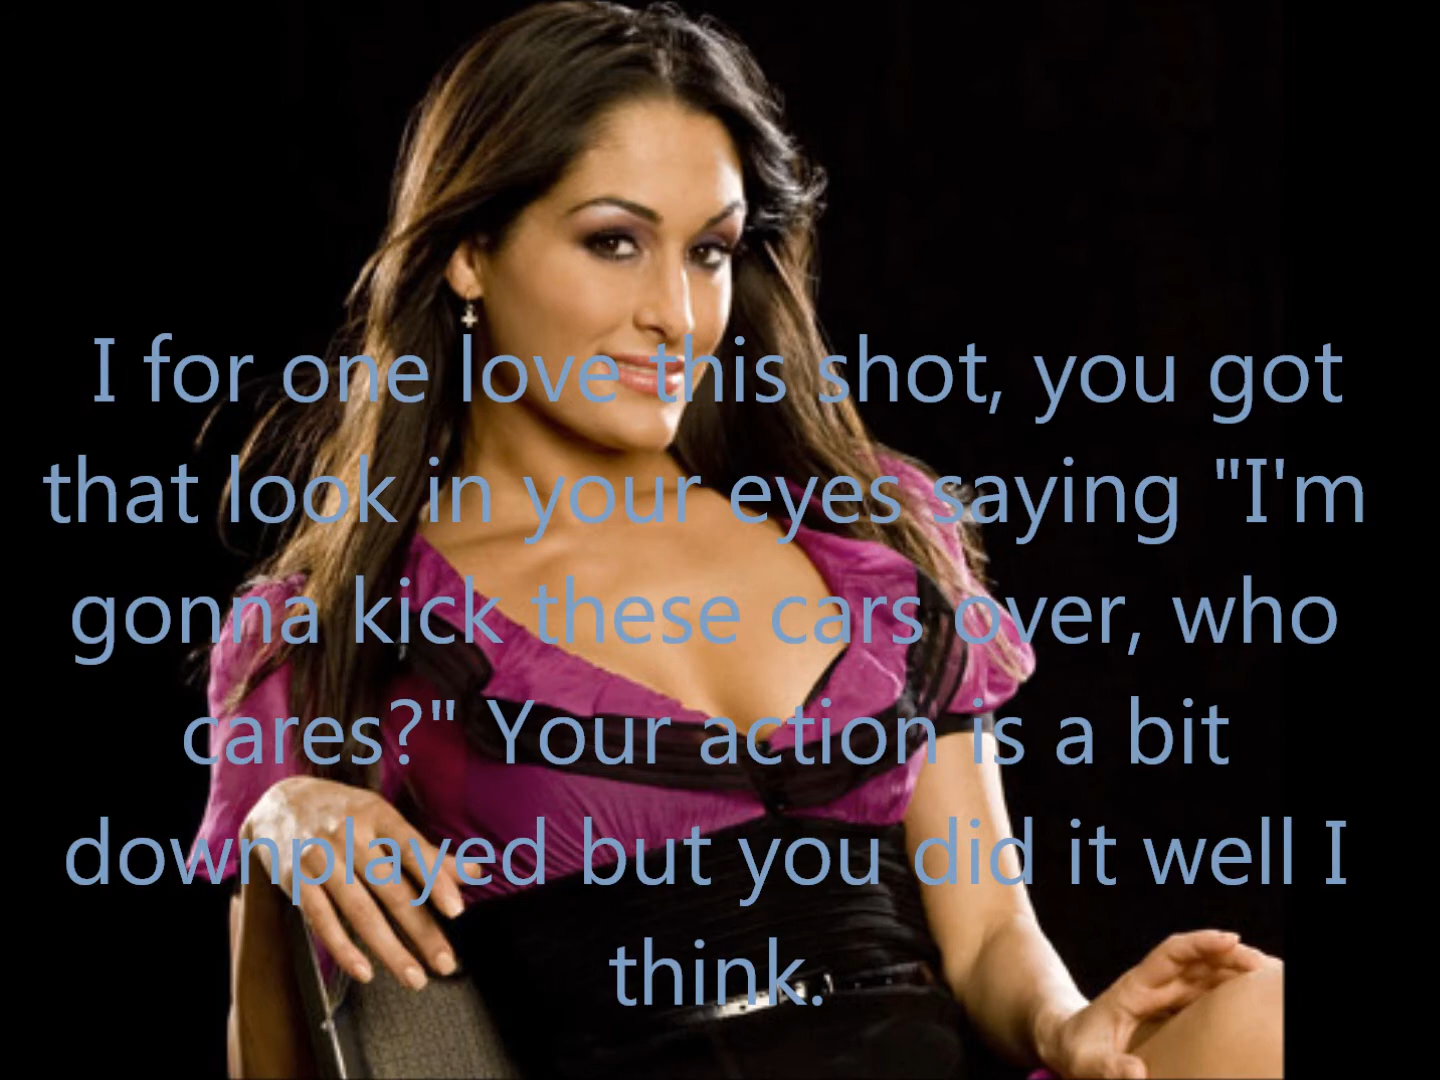 I for one love this shot, you got
that look in your eyes saying "I'm
gonna kick these cars over, who
cares?" Your action is a bit
downplayed but you did it well I
think.